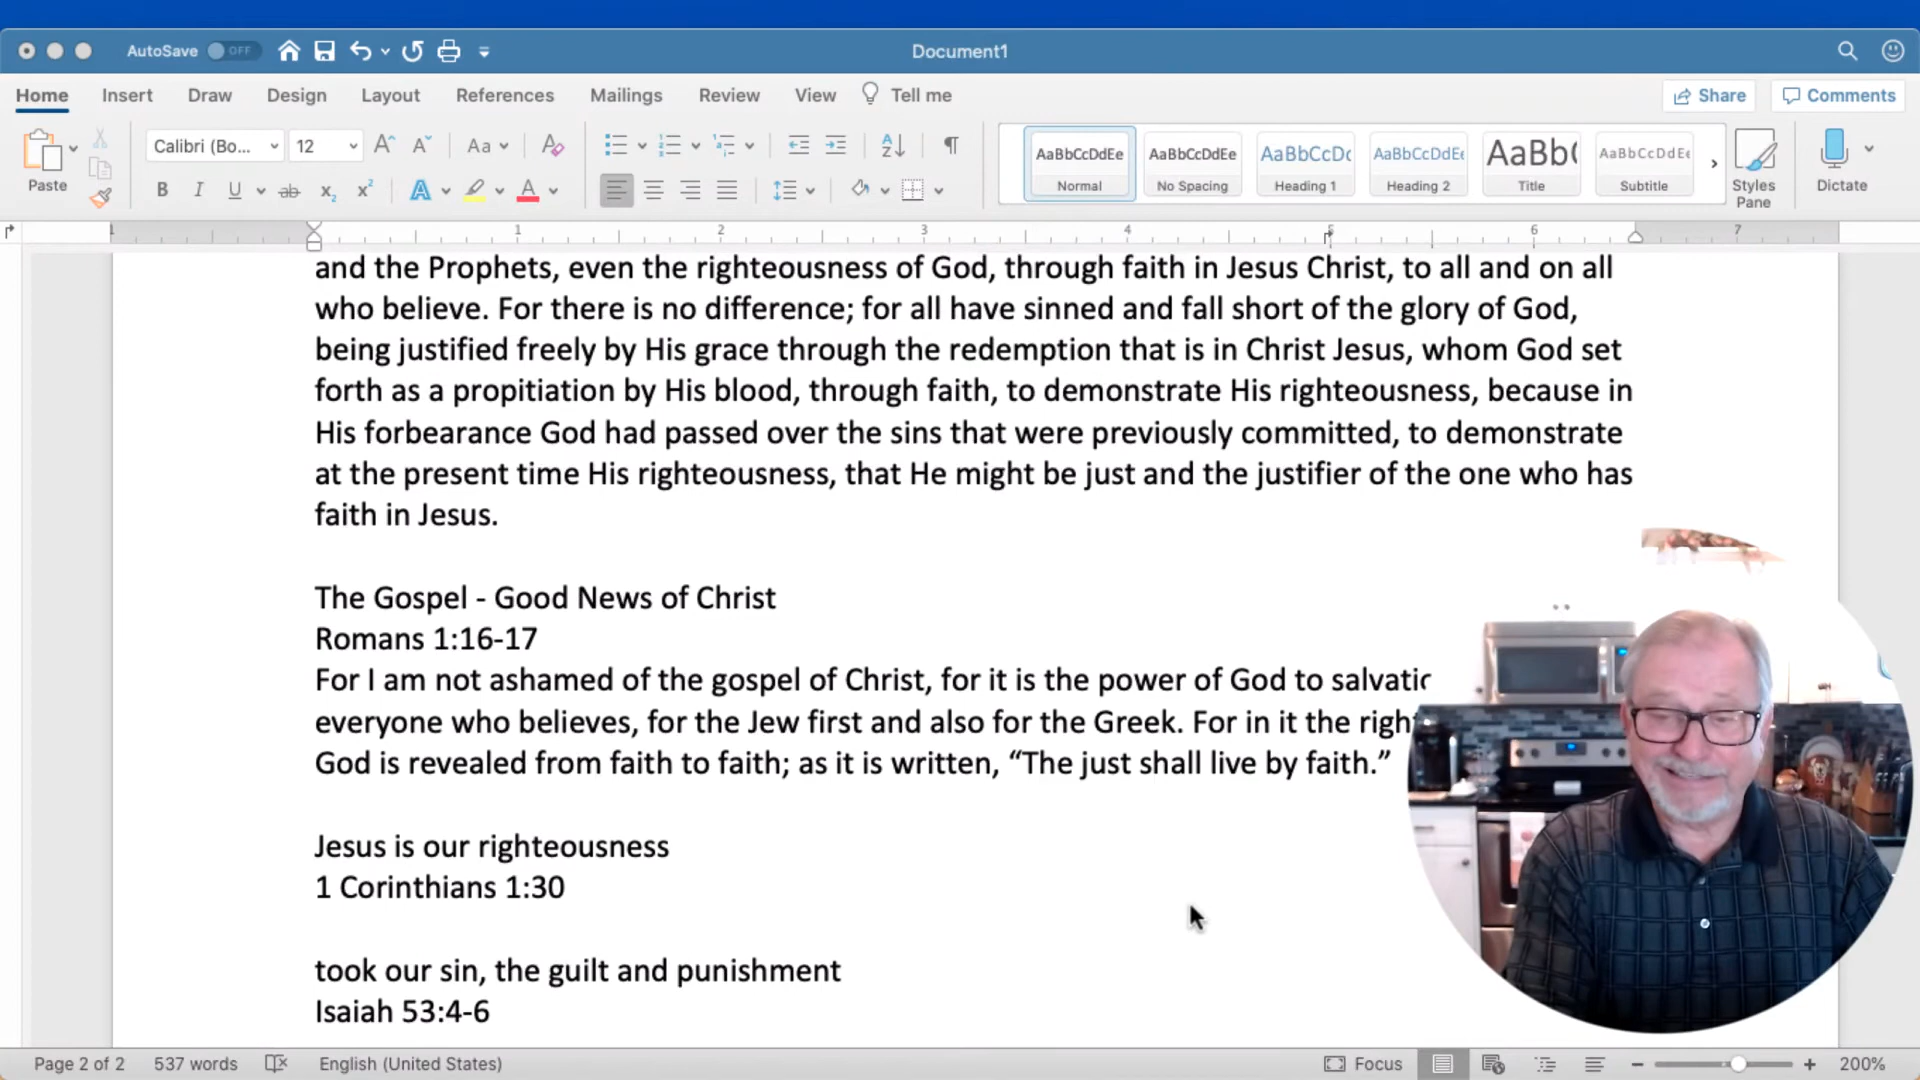 AutoSave OFF
Document1
Home Insert Draw Design Layout References Mailings Review View Tell me Share Comments
Paste
Calibri (Bo... 12
AaBbCcDdEe AaBbCcDdEe AaBbCcDc AaBbCcDdEe AaBb( AaBbCcDdEe
Normal No Spacing Heading 1 Heading 2 Title Subtitle
Styles Pane
Dictate
1 1 2 3 4 5 6 7
and the Prophets, even the righteousness of God, through faith in Jesus Christ, to all and on all
who believe. For there is no difference; for all have sinned and fall short of the glory of God,
being justified freely by His grace through the redemption that is in Christ Jesus, whom God set
forth as a propitiation by His blood, through faith, to demonstrate His righteousness, because in
His forbearance God had passed over the sins that were previously committed, to demonstrate
at the present time His righteousness, that He might be just and the justifier of the one who has
faith in Jesus.
The Gospel - Good News of Christ
Romans 1:16-17
For I am not ashamed of the gospel of Christ, for it is the power of God to
everyone who believes, for the Jew first and also for the Greek. For in it the
God is revealed from faith to faith; as it is written, “The just shall live by faith.”
Jesus is our righteousness
1 Corinthians 1:30
took our sin, the guilt and punishment
Isaiah 53:4-6
Page 2 of 2 537 words English (United States) Focus 200%